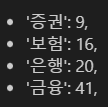 • '증권': 9,
• '보험': 16,
• '은행': 20,
• '금융': 41,